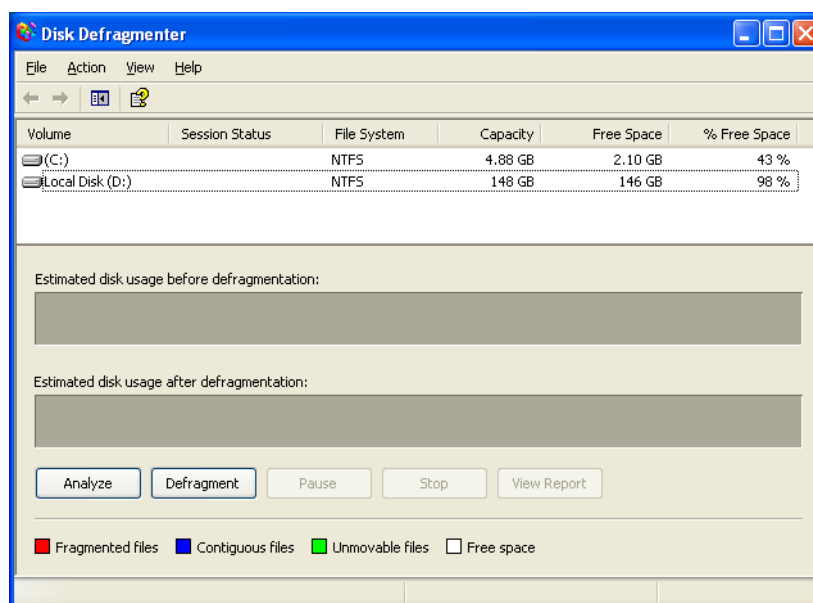 Disk Defragmenter
File Action View Help
Volume Session Status File System Capacity Free Space % Free Space
(C:) NTFS 4.88 GB 2.10 GB 43 %
Local Disk (D:) NTFS 148 GB 146 GB 98 %
Estimated disk usage before defragmentation:
Estimated disk usage after defragmentation:
Analyze Defragment Pause Stop View Report
Fragmented files Contiguous files Unmovable files Free space